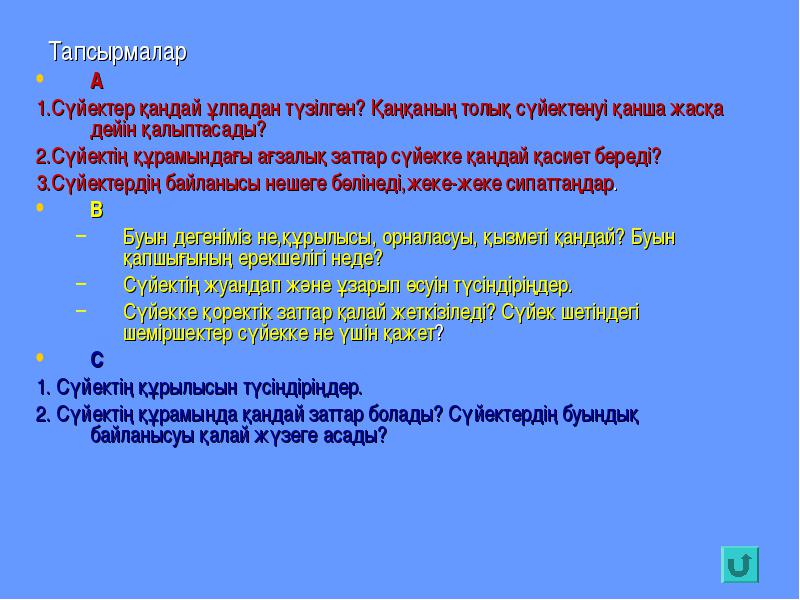 Тапсырмалар
А
1.Сүйектер қандай ұлпадан түзілген? Қаңқаның толық сүйектенуі қанша жасқа
дейін қалыптасады?
2.Сүйектің құрамындағы ағзалық заттар сүйекке қандай қасиет береді?
3.Сүйектердің байланысы нешеге бөлінеді,жеке-жеке сипаттаңдар.
В
– Буын дегеніміз не,құрылысы, орналасуы, қызметі қандай? Буын
қапшығының ерекшелігі неде?
– Сүйектің жуандап және ұзарып өсуін түсіндіріңдер.
– Сүйекке қоректік заттар қалай жеткізіледі? Сүйек шетіндегі
шеміршектер сүйекке не үшін қажет?
С
1. Сүйектің құрылысын түсіндіріңдер.
2. Сүйектің құрамында қандай заттар болады? Сүйектердің буындық
байланысуы қалай жүзеге асады?